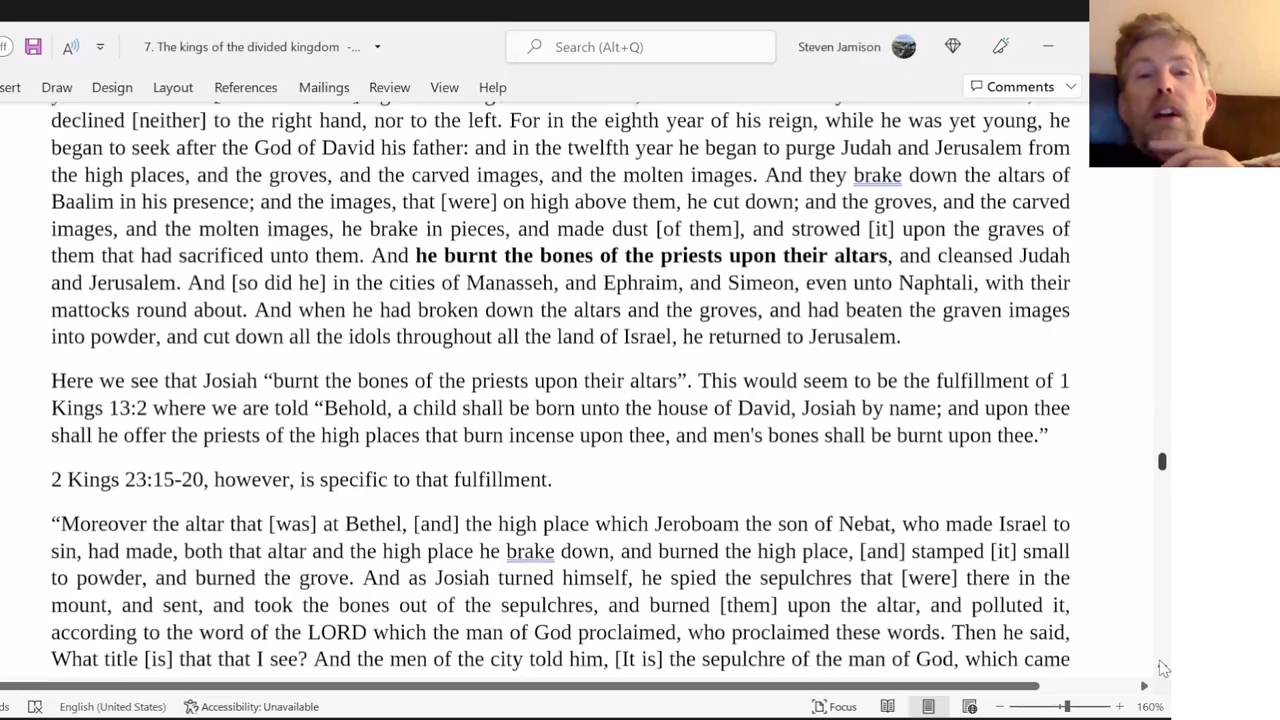 ff
7. The kings of the divided kingdom -...
Search (Alt+Q)
Steven Jamison
sert Draw Design Layout References Mailings Review View Help
Comments
declined [neither] to the right hand, nor to the left. For in the eighth year of his reign, while he was yet young, he
began to seek after the God of David his father: and in the twelfth year he began to purge Judah and Jerusalem from
the high places, and the groves, and the carved images, and the molten images. And they brake down the altars of
Baalim in his presence; and the images, that [were] on high above them, he cut down; and the groves, and the carved
images, and the molten images, he brake in pieces, and made dust [of them], and strowed [it] upon the graves of
them that had sacrificed unto them. And he burnt the bones of the priests upon their altars, and cleansed Judah
and Jerusalem. And [so did he] in the cities of Manasseh, and Ephraim, and Simeon, even unto Naphtali, with their
mattocks round about. And when he had broken down the altars and the groves, and had beaten the graven images
into powder, and cut down all the idols throughout all the land of Israel, he returned to Jerusalem.
Here we see that Josiah “burnt the bones of the priests upon their altars”. This would seem to be the fulfillment of 1
Kings 13:2 where we are told “Behold, a child shall be born unto the house of David, Josiah by name; and upon thee
shall he offer the priests of the high places that burn incense upon thee, and men's bones shall be burnt upon thee.”
2 Kings 23:15-20, however, is specific to that fulfillment.
“Moreover the altar that [was] at Bethel, [and] the high place which Jeroboam the son of Nebat, who made Israel to
sin, had made, both that altar and the high place he brake down, and burned the high place, [and] stamped [it] small
to powder, and burned the grove. And as Josiah turned himself, he spied the sepulchres that [were] there in the
mount, and sent, and took the bones out of the sepulchres, and burned [them] upon the altar, and polluted it,
according to the word of the LORD which the man of God proclaimed, who proclaimed these words. Then he said,
What title [is] that that I see? And the men of the city told him, [It is] the sepulchre of the man of God, which came
ds English (United States) Accessibility: Unavailable Focus 160%